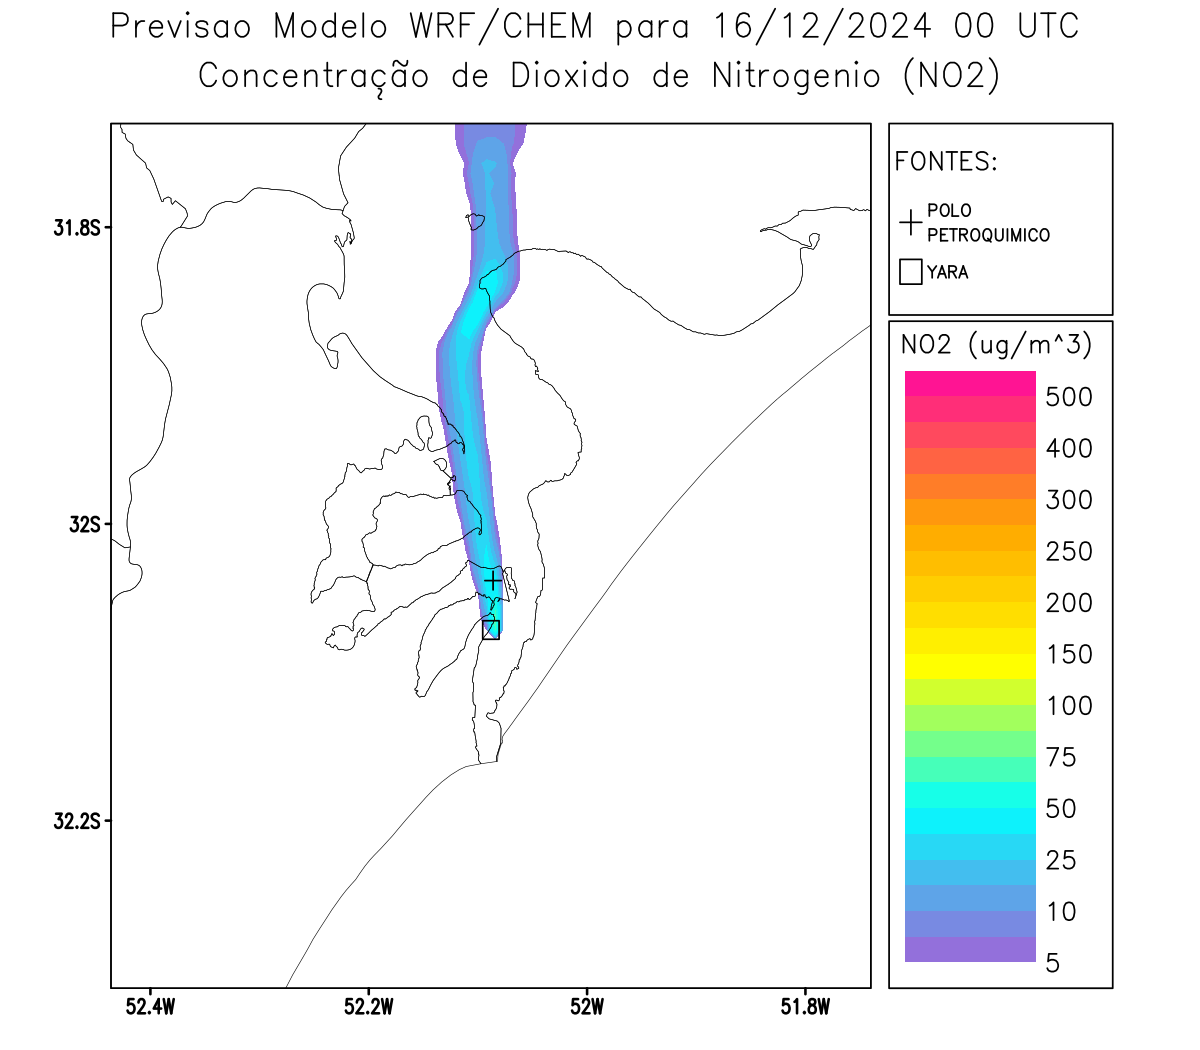 Previsao Modelo WRF/CHEM para 16/12/2024 00 UTC
Concentração de Dioxido de Nitrogenio (NO2)
FONTES:
POLO
PETROQUIMICO
YARA
NO2 (ug/m^3)
500
400
300
250
200
150
100
75
50
25
10
5
31.8S
32S
32.2S
52.4W
52.2W
52W
51.8W